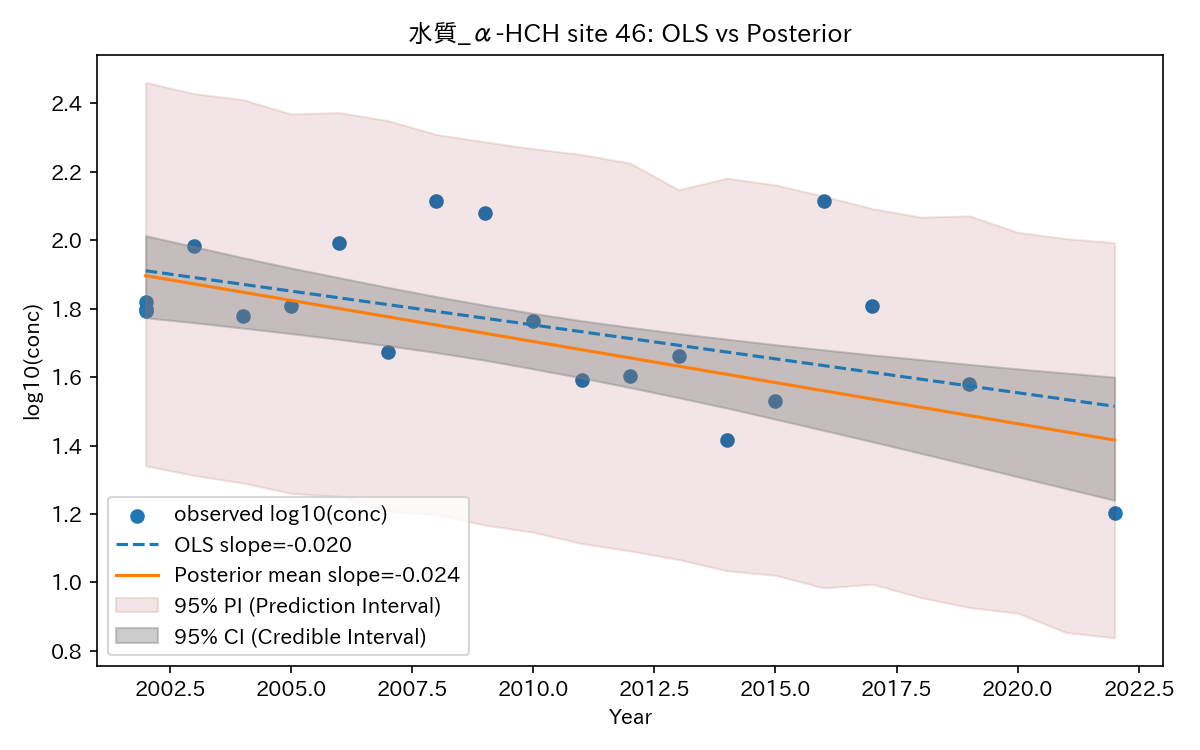 水質_α-HCH site 46: OLS vs Posterior
log10(conc)
2.4
2.2
2.0
1.8
1.6
1.4
1.2
1.0
0.8
observed log10(conc)
OLS slope=-0.020
Posterior mean slope=-0.024
95% PI (Prediction Interval)
95% CI (Credible Interval)
2002.5 2005.0 2007.5 2010.0 2012.5 2015.0 2017.5 2020.0 2022.5
Year